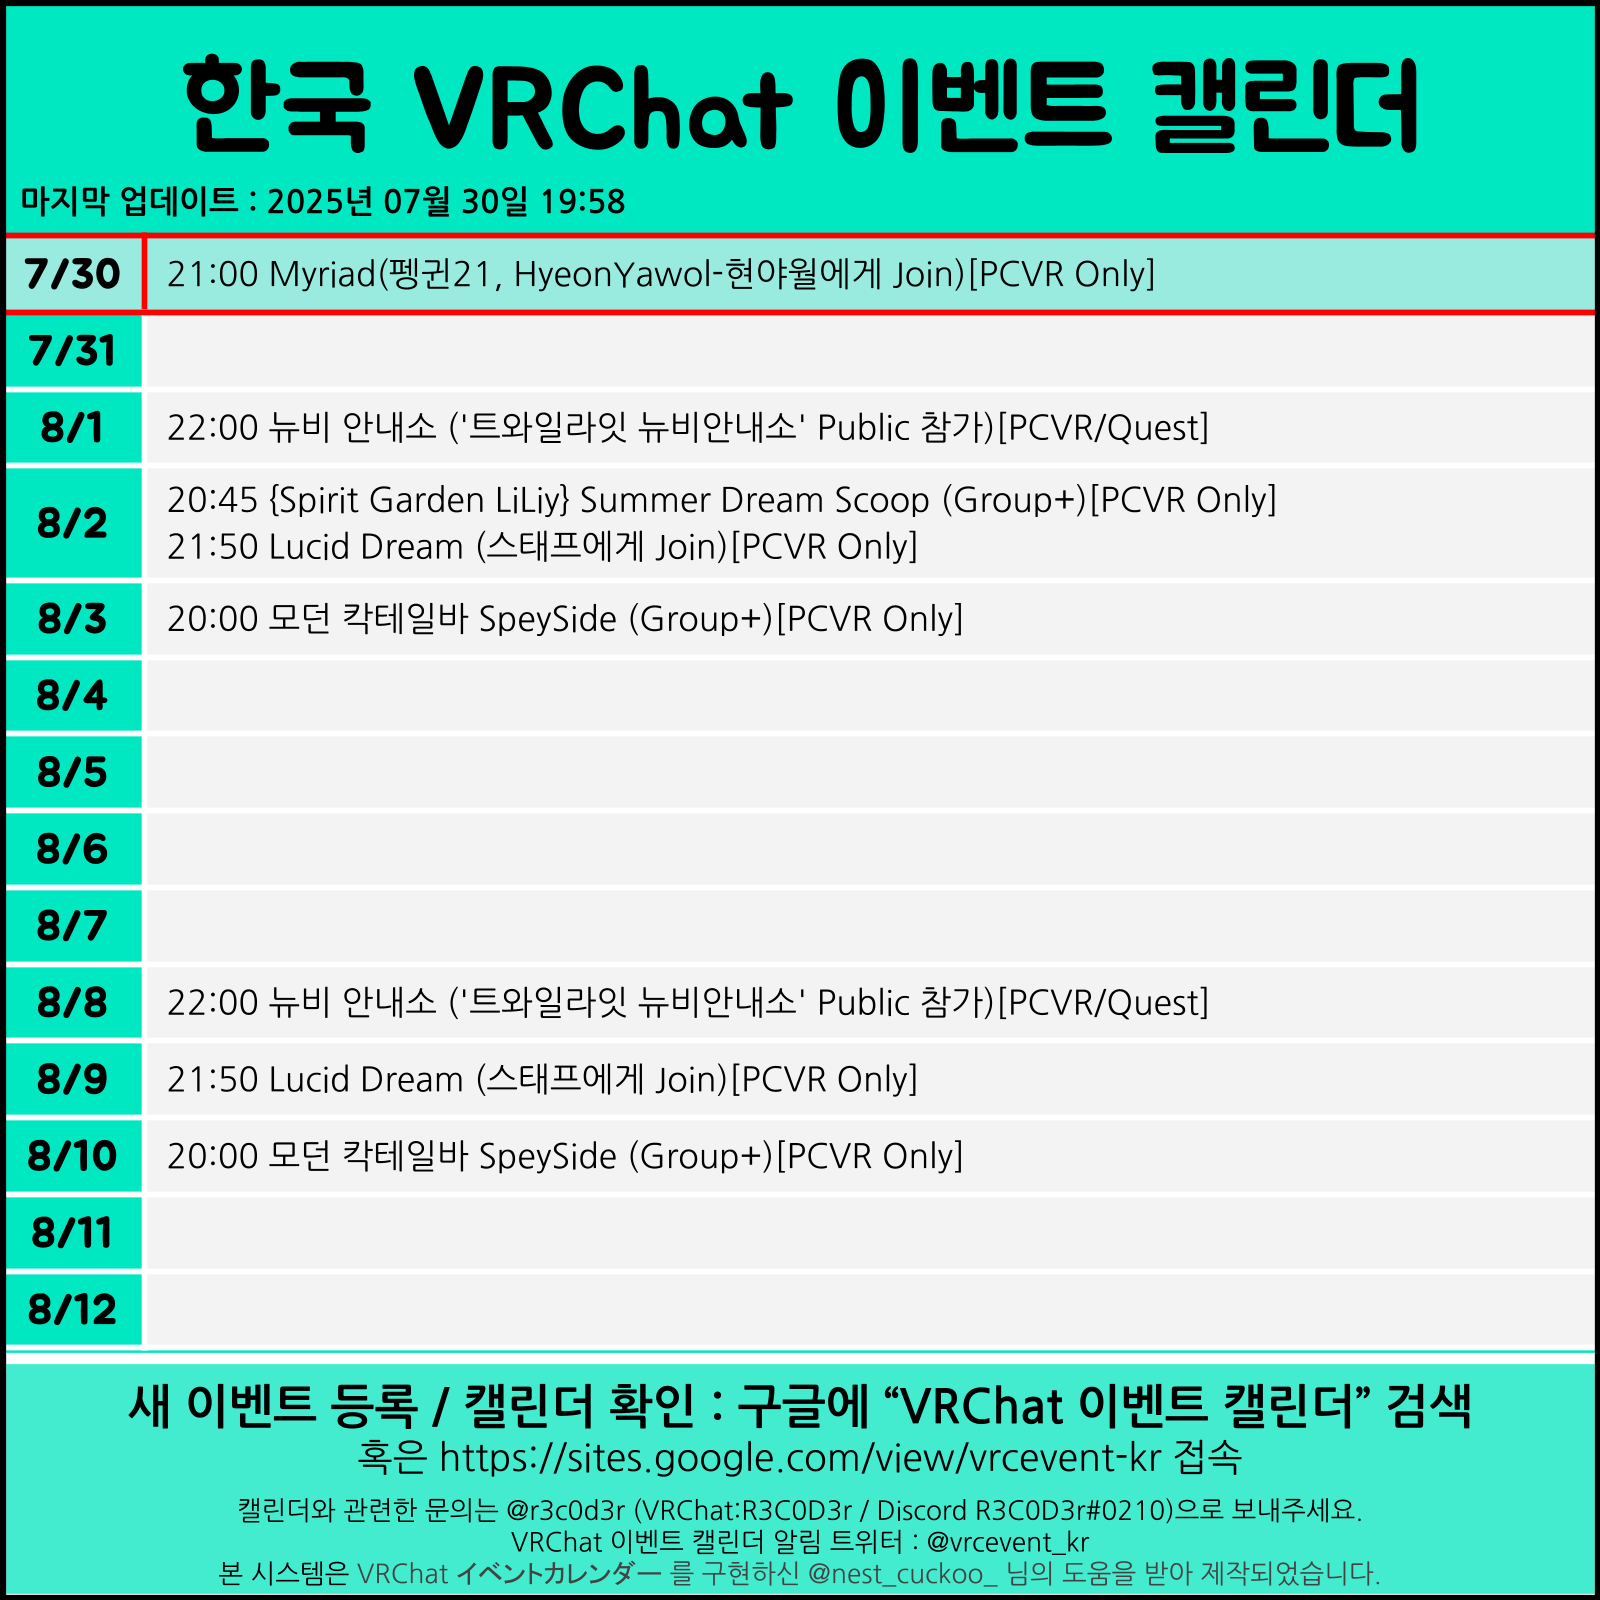 한국 VRChat 이벤트 캘린더
마지막 업데이트 : 2025년 07월 30일 19:58
7/30 21:00 Myriad(펭귄21, HyeonYawol-현야월에게 Join)[PCVR Only]
7/31
8/1 22:00 뉴비 안내소 ('트와일라잇 뉴비안내소' Public 참가)[PCVR/Quest]
8/2 20:45 {Spirit Garden LiLiy} Summer Dream Scoop (Group+)[PCVR Only]
21:50 Lucid Dream (스태프에게 Join)[PCVR Only]
8/3 20:00 모던 칵테일바 SpeySide (Group+)[PCVR Only]
8/4
8/5
8/6
8/7
8/8 22:00 뉴비 안내소 ('트와일라잇 뉴비안내소' Public 참가)[PCVR/Quest]
8/9 21:50 Lucid Dream (스태프에게 Join)[PCVR Only]
8/10 20:00 모던 칵테일바 SpeySide (Group+)[PCVR Only]
8/11
8/12
새 이벤트 등록 / 캘린더 확인 : 구글에 “VRChat 이벤트 캘린더” 검색
혹은 https://sites.google.com/view/vrcevent-kr 접속
캘린더와 관련한 문의는 @r3c0d3r (VRChat:R3C0D3r / Discord R3C0D3r#0210)으로 보내주세요.
VRChat 이벤트 캘린더 알림 트위터 : @vrcevent_kr
본 시스템은 VRChat イベントカレンダー 를 구현하신 @nest_cuckoo_ 님의 도움을 받아 제작되었습니다.